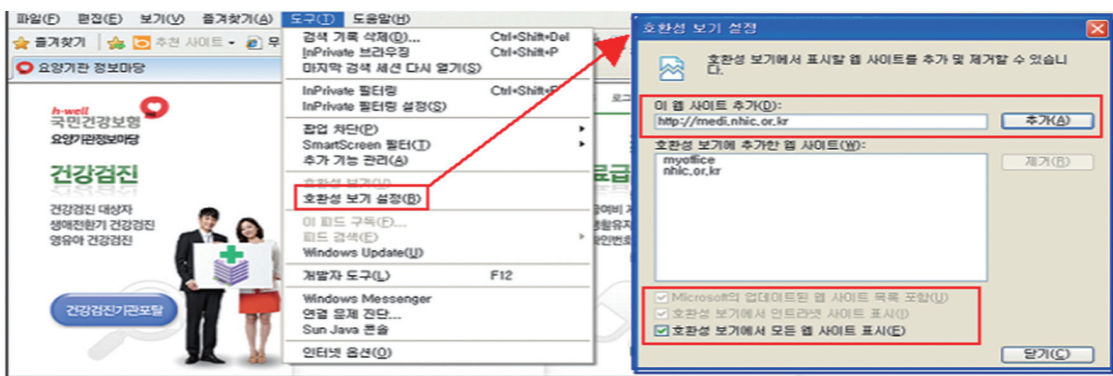 파일(F) 편집(E) 보기(V) 즐겨찾기(A) 도구(T) 도움말(H)
즐겨찾기 추천 사이트
요양기관 정보마당
h-well
국민건강보험
요양기관정보마당
건강검진
건강검진 대상자
생애전환기 건강검진
영유아 건강검진
건강검진기관포탈
검색 기록 삭제(D)... Ctrl+Shift+Del
InPrivate 브라우징 Ctrl+Shift+P
마지막 검색 세션 다시 열기(S)
InPrivate 필터링 Ctrl+Shift+F
InPrivate 필터링 설정(S)
팝업 차단(P)
SmartScreen 필터(T)
추가 기능 관리(A)
호환성 보기(V)
호환성 보기 설정(B)
이 피드 구독(F)...
피드 검색(E)
Windows Update(U)
개발자 도구(L) F12
Windows Messenger
연결 문제 진단...
Sun Java 콘솔
인터넷 옵션(O)
호환성 보기 설정
호환성 보기에서 표시할 웹 사이트를 추가 및 제거할 수 있습니
다.
이 웹 사이트 추가(D):
http://medi.nhic.or.kr 추가(A)
호환성 보기에 추가한 웹 사이트(W):
myoffice 제거(R)
nhic.or.kr
Microsoft의 업데이트된 웹 사이트 목록 포함(U)
호환성 보기에서 인트라넷 사이트 표시(I)
호환성 보기에서 모든 웹 사이트 표시(E)
닫기(C)